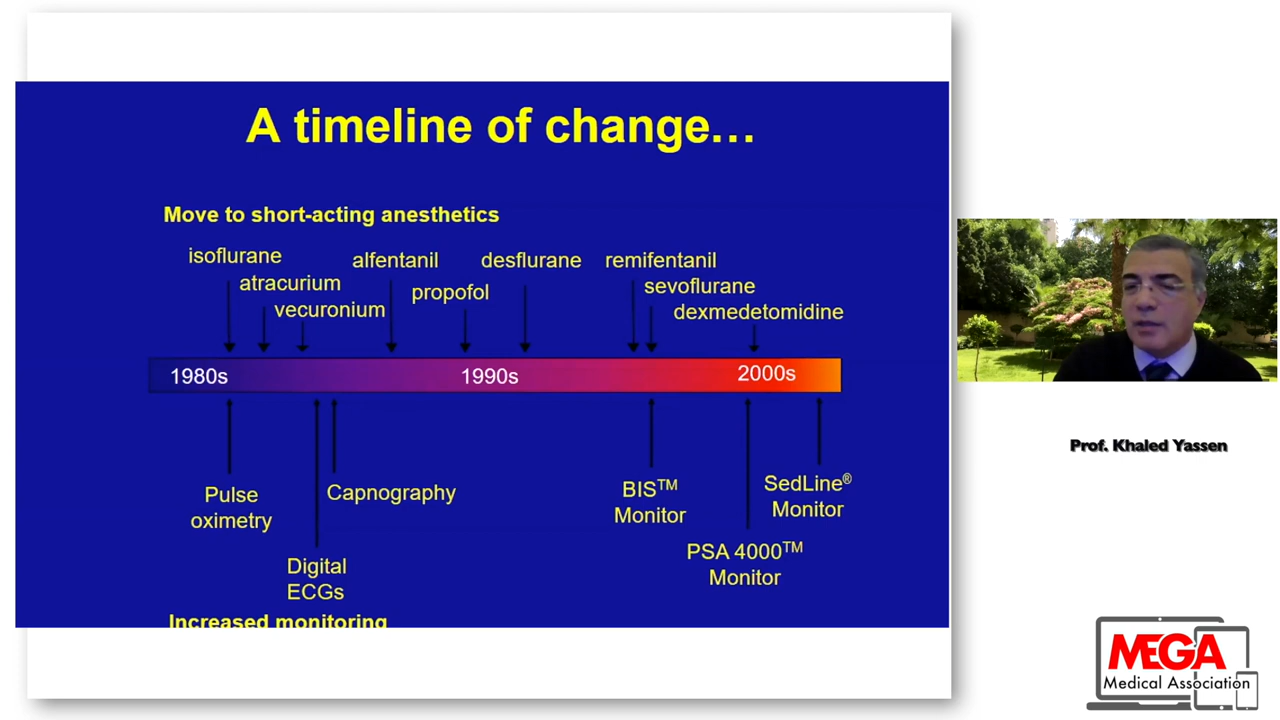 A timeline of change…
Move to short-acting anesthetics
isoflurane
atracurium
vecuronium
alfentanil
propofol
desflurane
remifentanil
sevoflurane
dexmedetomidine
1980s
1990s
2000s
Pulse
oximetry
Digital
ECGs
Capnography
BIS™
Monitor
PSA 4000™
Monitor
SedLine®
Monitor
Increased monitoring
Prof. Khaled Yassen
MEGA
Medical Association